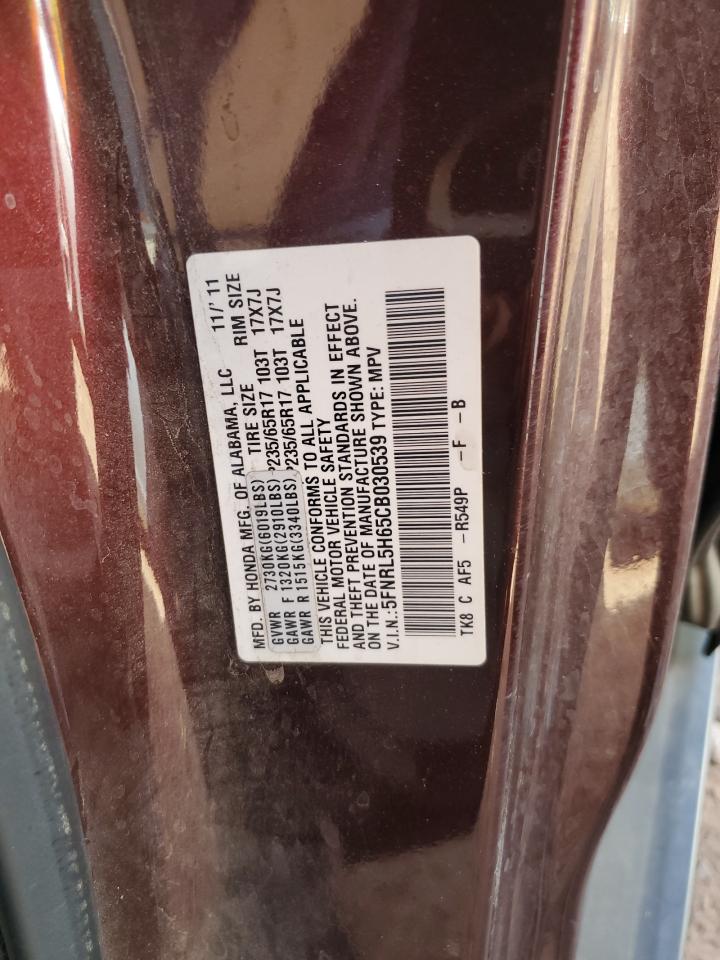 MFD. BY HONDA MFG. OF ALABAMA, LLC 11/'11
TIRE SIZE RIM SIZE
GVWR 2730KG(6019LBS)
GAWR F 1320KG(2910LBS) P235/65R17 103T 17X7J
GAWR R 1515KG(3340LBS) P235/65R17 103T 17X7J
THIS VEHICLE CONFORMS TO ALL APPLICABLE
FEDERAL MOTOR VEHICLE SAFETY
AND THEFT PREVENTION STANDARDS IN EFFECT
ON THE DATE OF MANUFACTURE SHOWN ABOVE.
V.I.N.:5FNRL5H65CB030539 TYPE: MPV
TK8 C AF5 -R549P -F -B